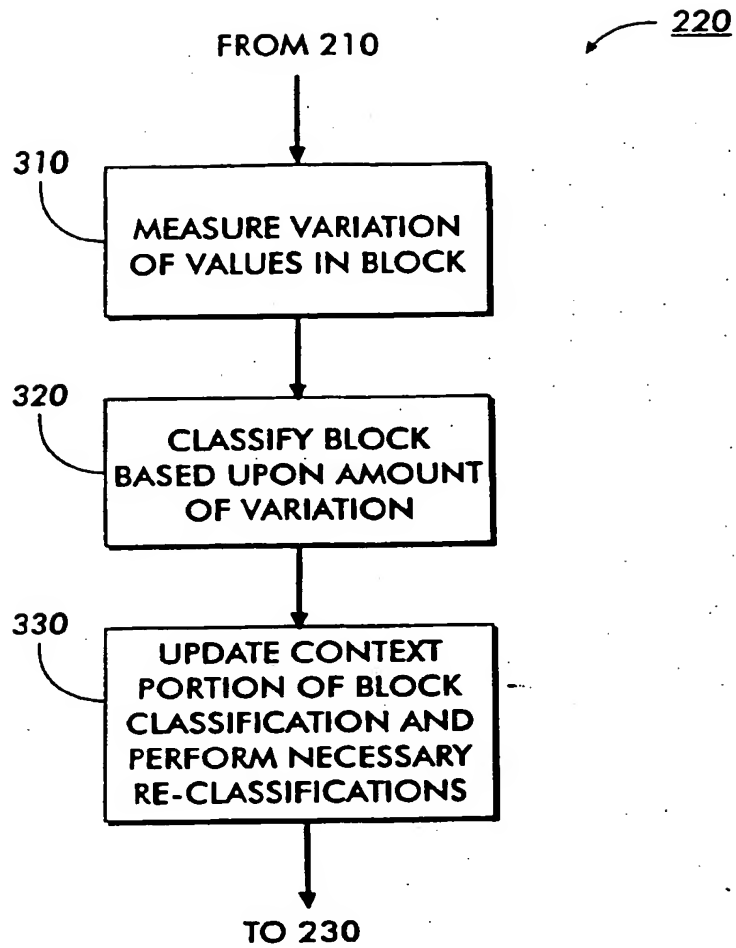 220
FROM 210
310
MEASURE VARIATION
OF VALUES IN BLOCK
320
CLASSIFY BLOCK
BASED UPON AMOUNT
OF VARIATION
330
UPDATE CONTEXT
PORTION OF BLOCK
CLASSIFICATION AND
PERFORM NECESSARY
RE-CLASSIFICATIONS
TO 230